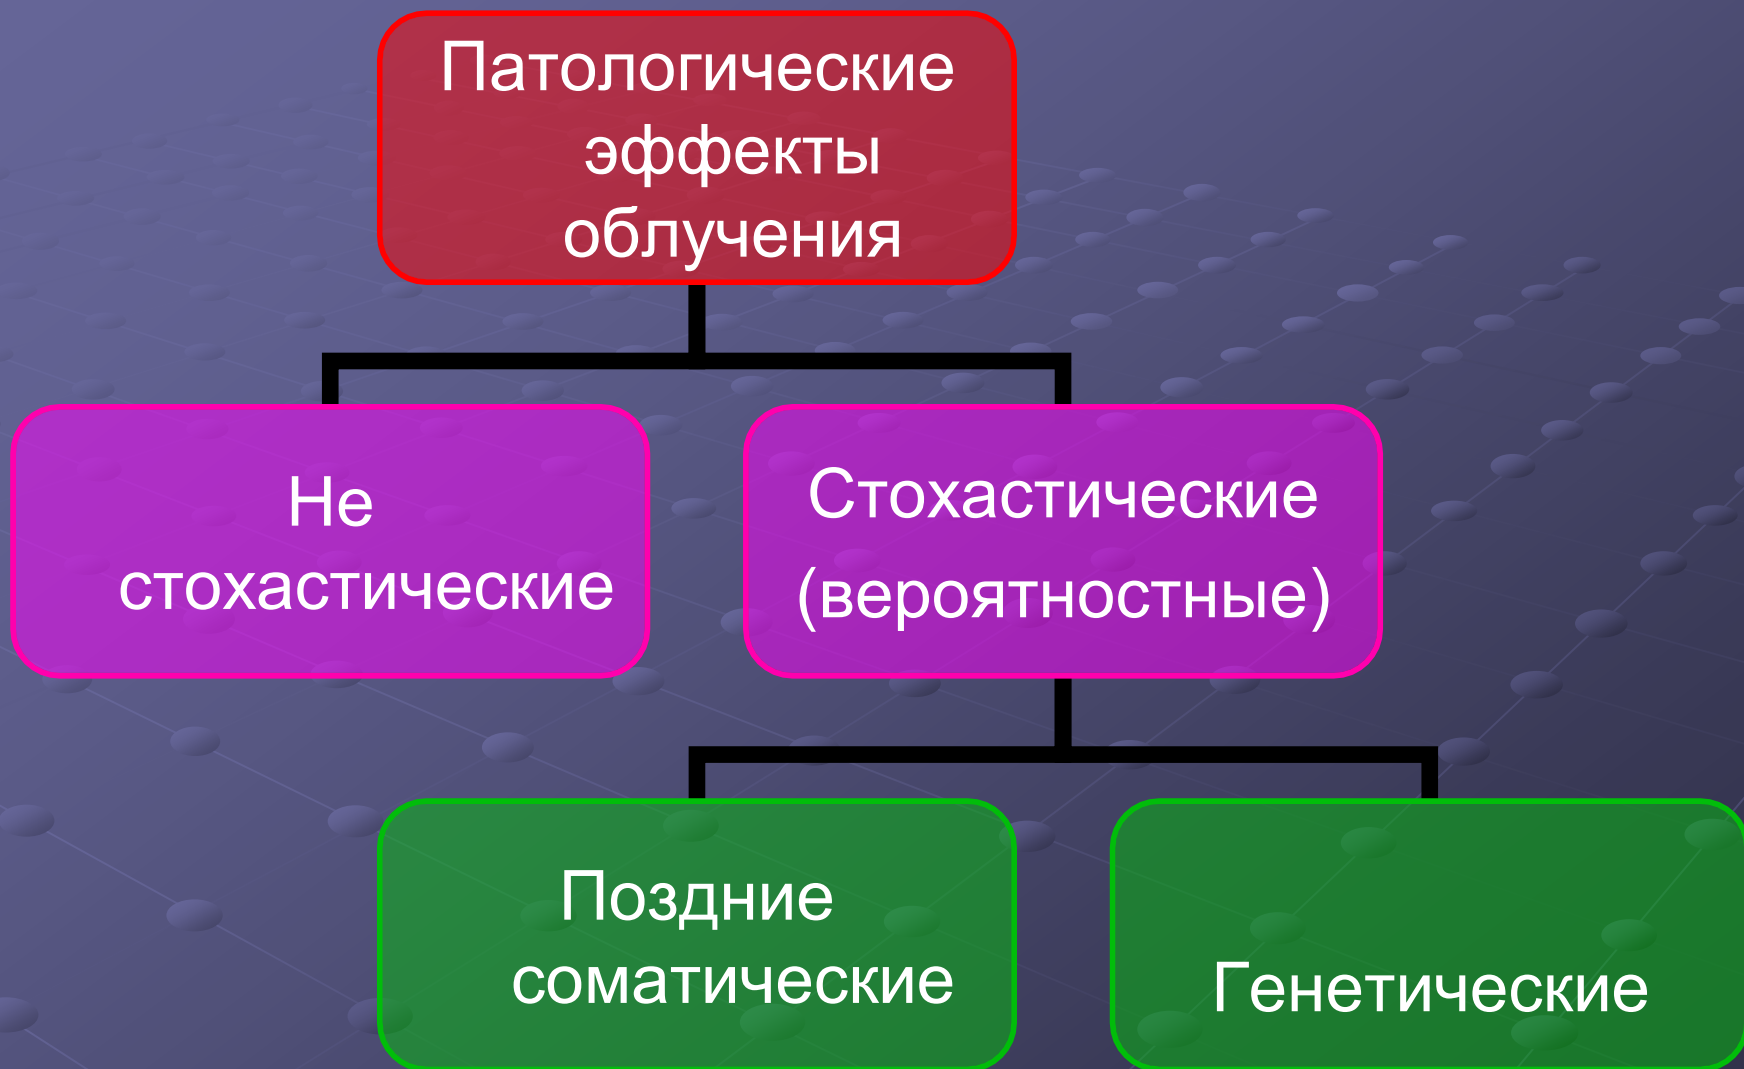 Патологические
эффекты
облучения
Не
стохастические
Стохастические
(вероятностные)
Поздние
соматические
Генетические